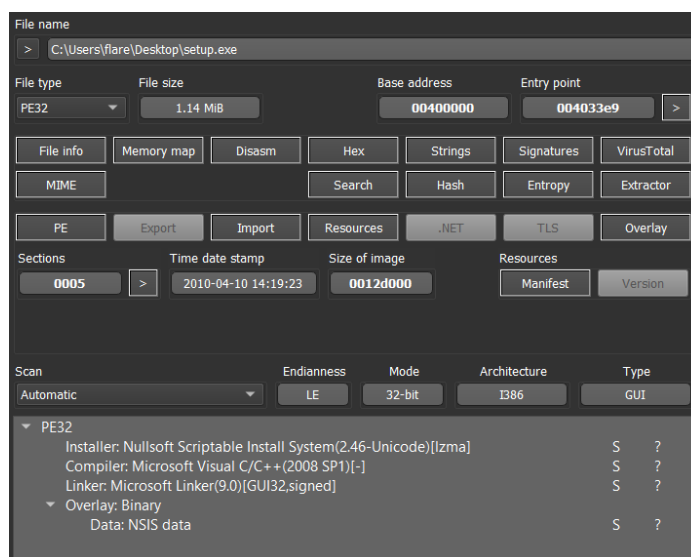 File name
> C:\Users\flare\Desktop\setup.exe
File type File size Base address Entry point
PE32 1.14 MiB 00400000 004033e9 >
File info Memory map Disasm Hex Strings Signatures VirusTotal
MIME Search Hash Entropy Extractor
PE Export Import Resources .NET TLS Overlay
Sections Time date stamp Size of image Resources
0005 > 2010-04-10 14:19:23 0012d000 Manifest Version
Scan Endianness Mode Architecture Type
Automatic LE 32-bit I386 GUI
PE32
Installer: Nullsoft Scriptable Install System(2.46-Unicode)[lzma] S ?
Compiler: Microsoft Visual C/C++(2008 SP1)[-] S ?
Linker: Microsoft Linker(9.0)[GUI32,signed] S ?
Overlay: Binary
Data: NSIS data S ?